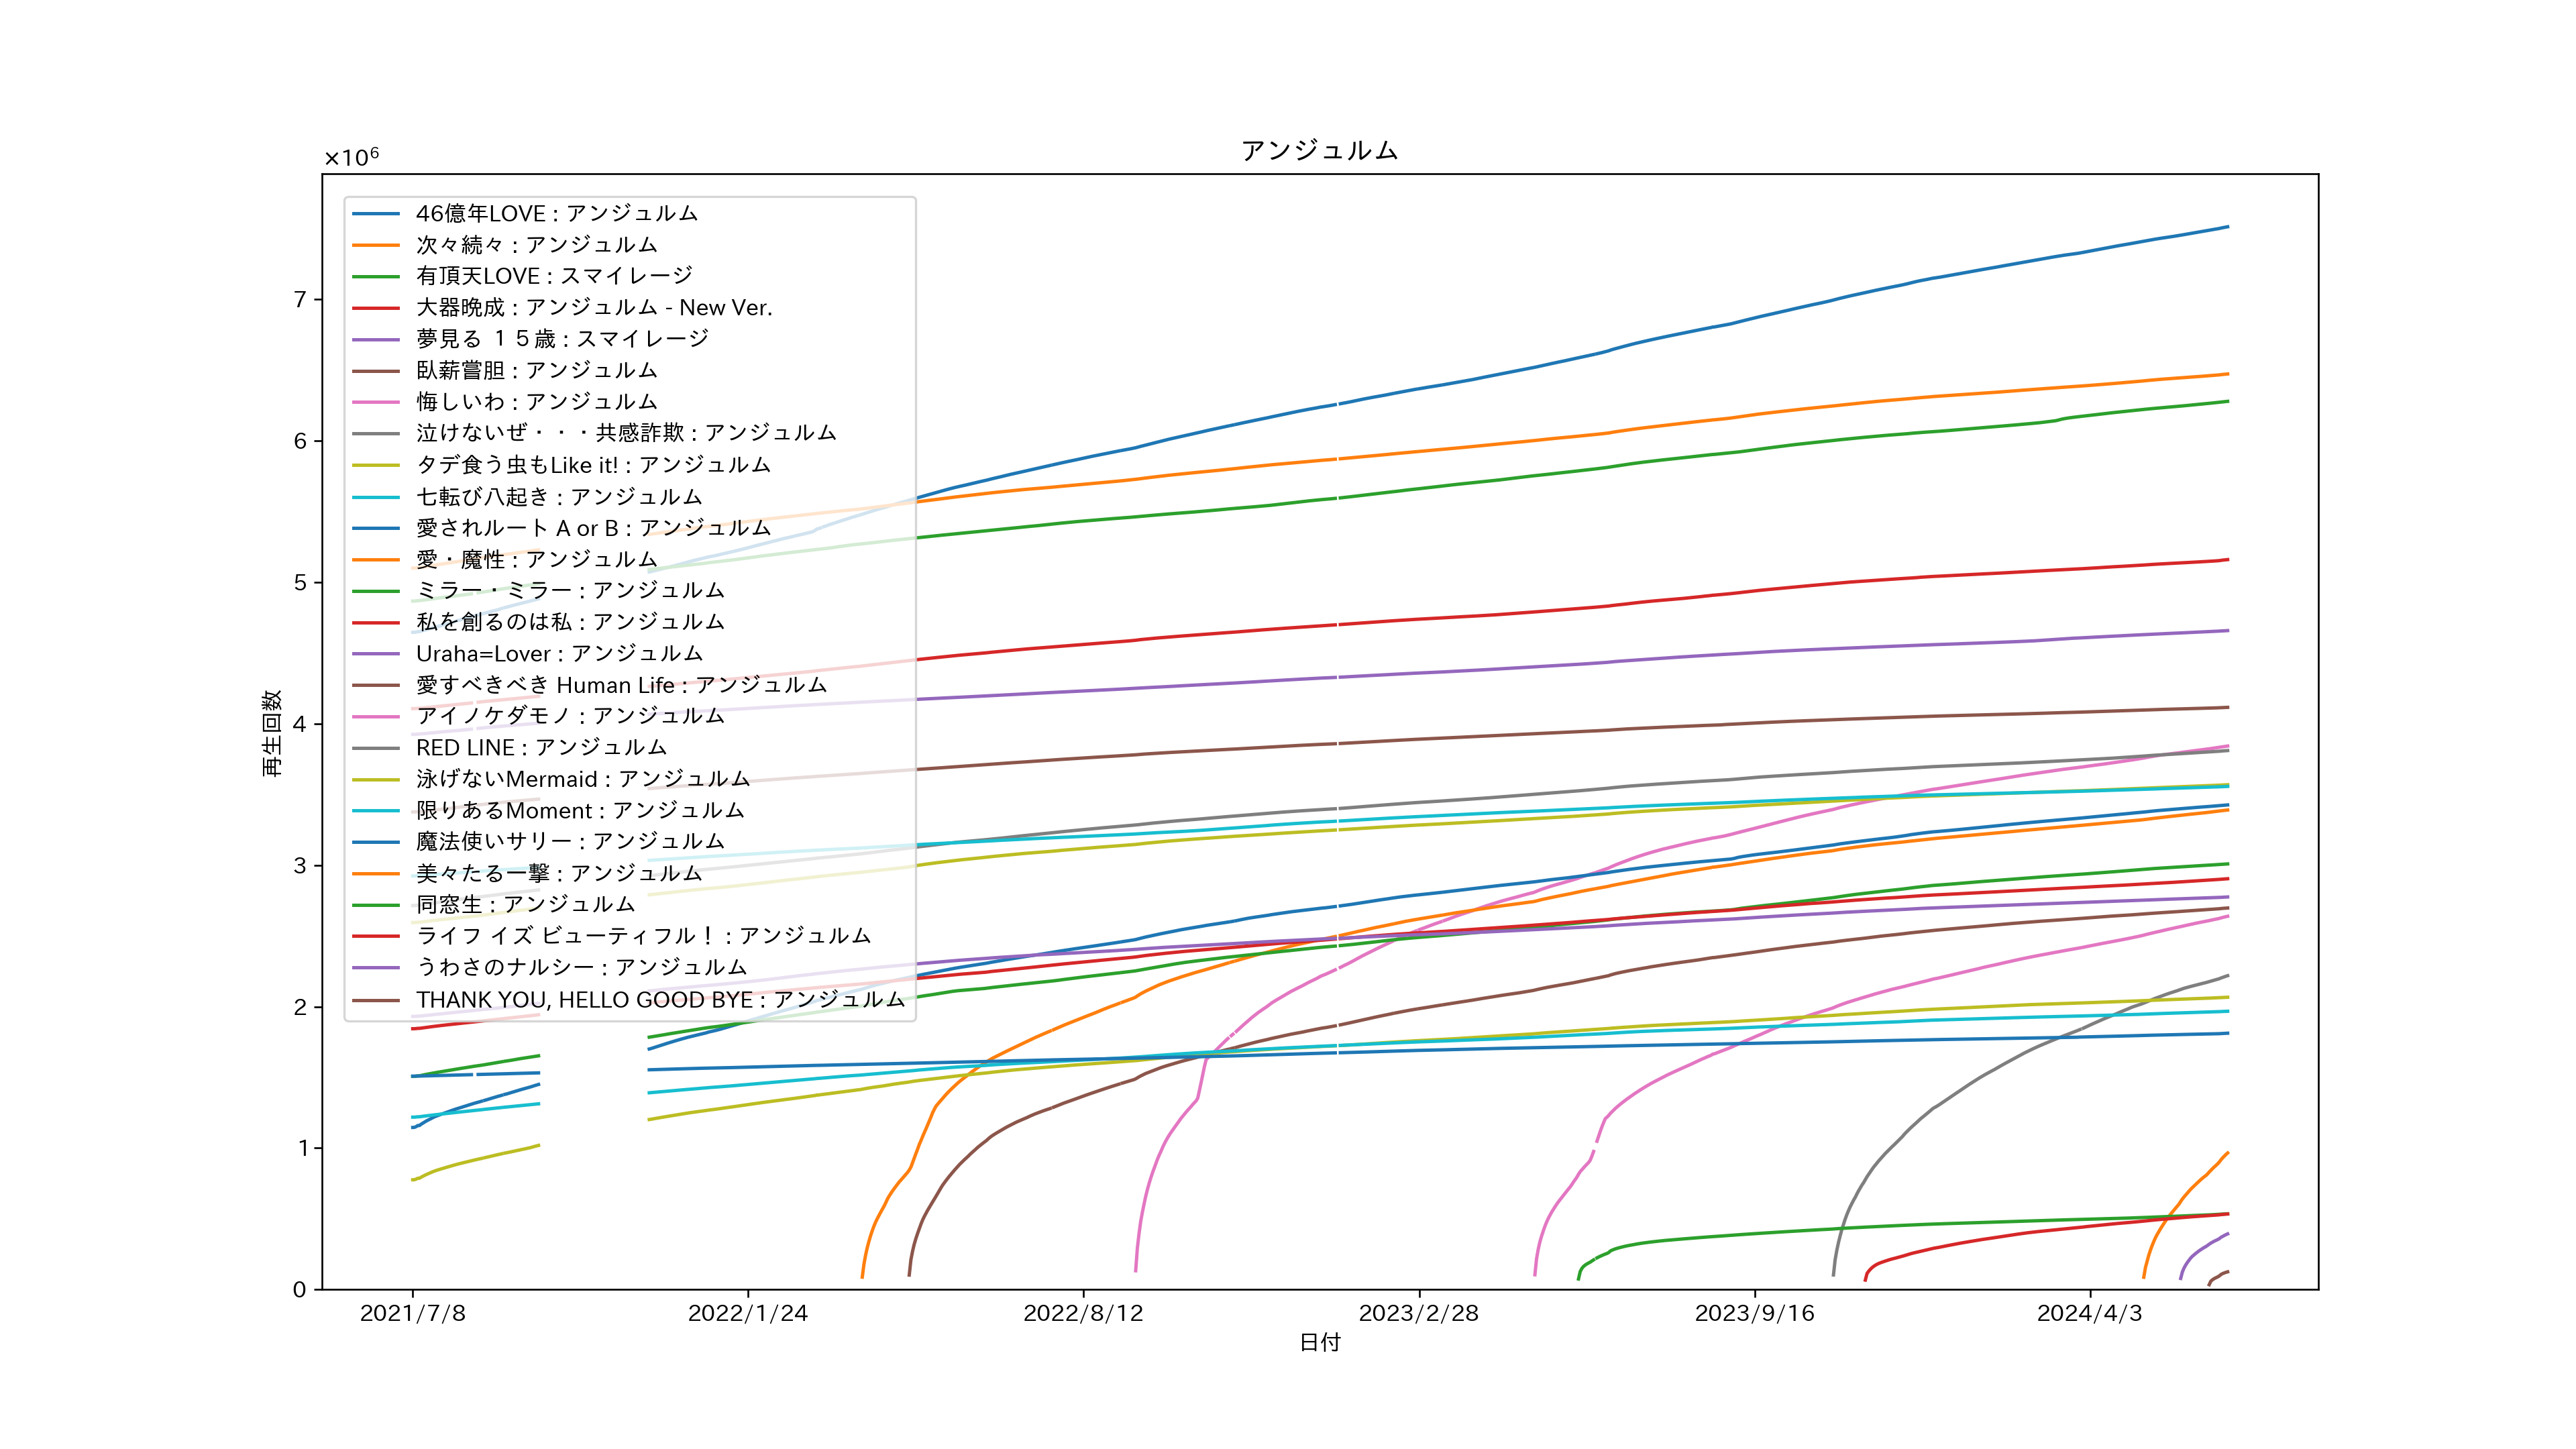 アンジュルム
×10⁶
46億年LOVE : アンジュルム
次々続々 : アンジュルム
有頂天LOVE : スマイレージ
大器晩成 : アンジュルム - New Ver.
夢見る １５歳 : スマイレージ
臥薪嘗胆 : アンジュルム
悔しいわ : アンジュルム
泣けないぜ・・・共感詐欺 : アンジュルム
タデ食う虫もLike it! : アンジュルム
七転び八起き : アンジュルム
愛されルート A or B : アンジュルム
愛・魔性 : アンジュルム
ミラー・ミラー : アンジュルム
私を創るのは私 : アンジュルム
Uraha=Lover : アンジュルム
愛すべきべき Human Life : アンジュルム
アイノケダモノ : アンジュルム
RED LINE : アンジュルム
泳げないMermaid : アンジュルム
限りあるMoment : アンジュルム
魔法使いサリー : アンジュルム
美々たる一撃 : アンジュルム
同窓生 : アンジュルム
ライフ イズ ビューティフル！ : アンジュルム
うわさのナルシー : アンジュルム
THANK YOU, HELLO GOOD BYE : アンジュルム
7
6
5
4
3
2
1
0
再生回数
2021/7/8 2022/1/24 2022/8/12 2023/2/28 2023/9/16 2024/4/3
日付